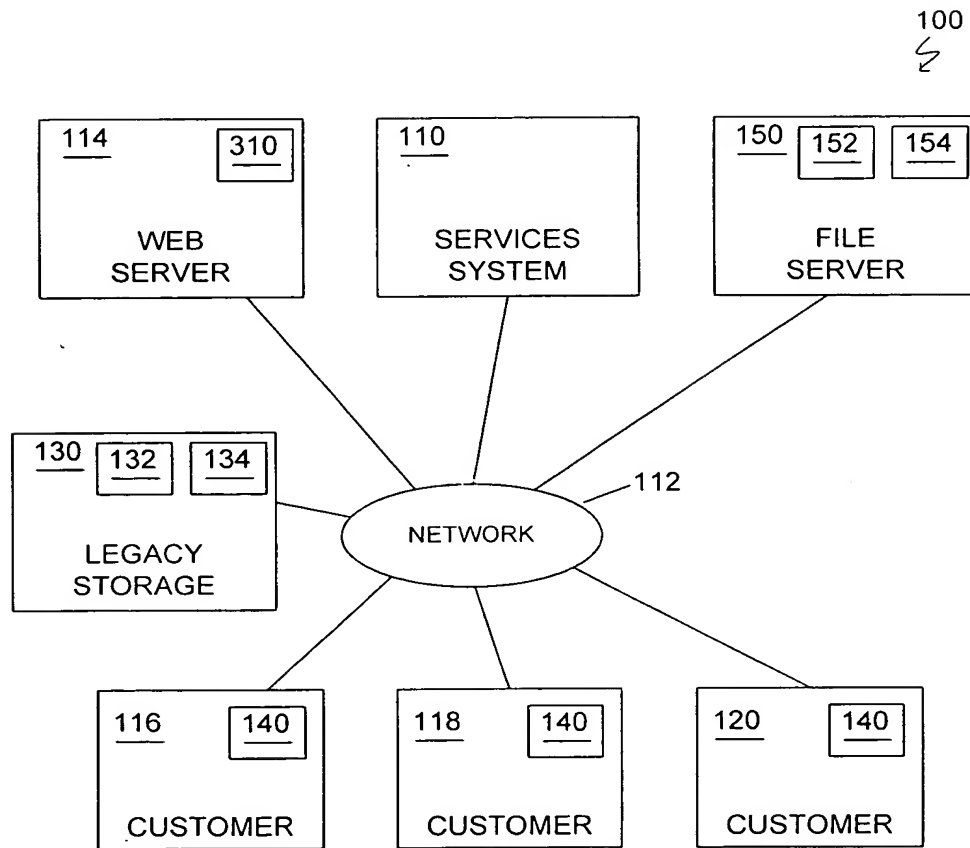 100
114 310
WEB
SERVER
110
SERVICES
SYSTEM
150 152 154
FILE
SERVER
130 132 134
LEGACY
STORAGE
NETWORK
112
116 140
CUSTOMER
118 140
CUSTOMER
120 140
CUSTOMER